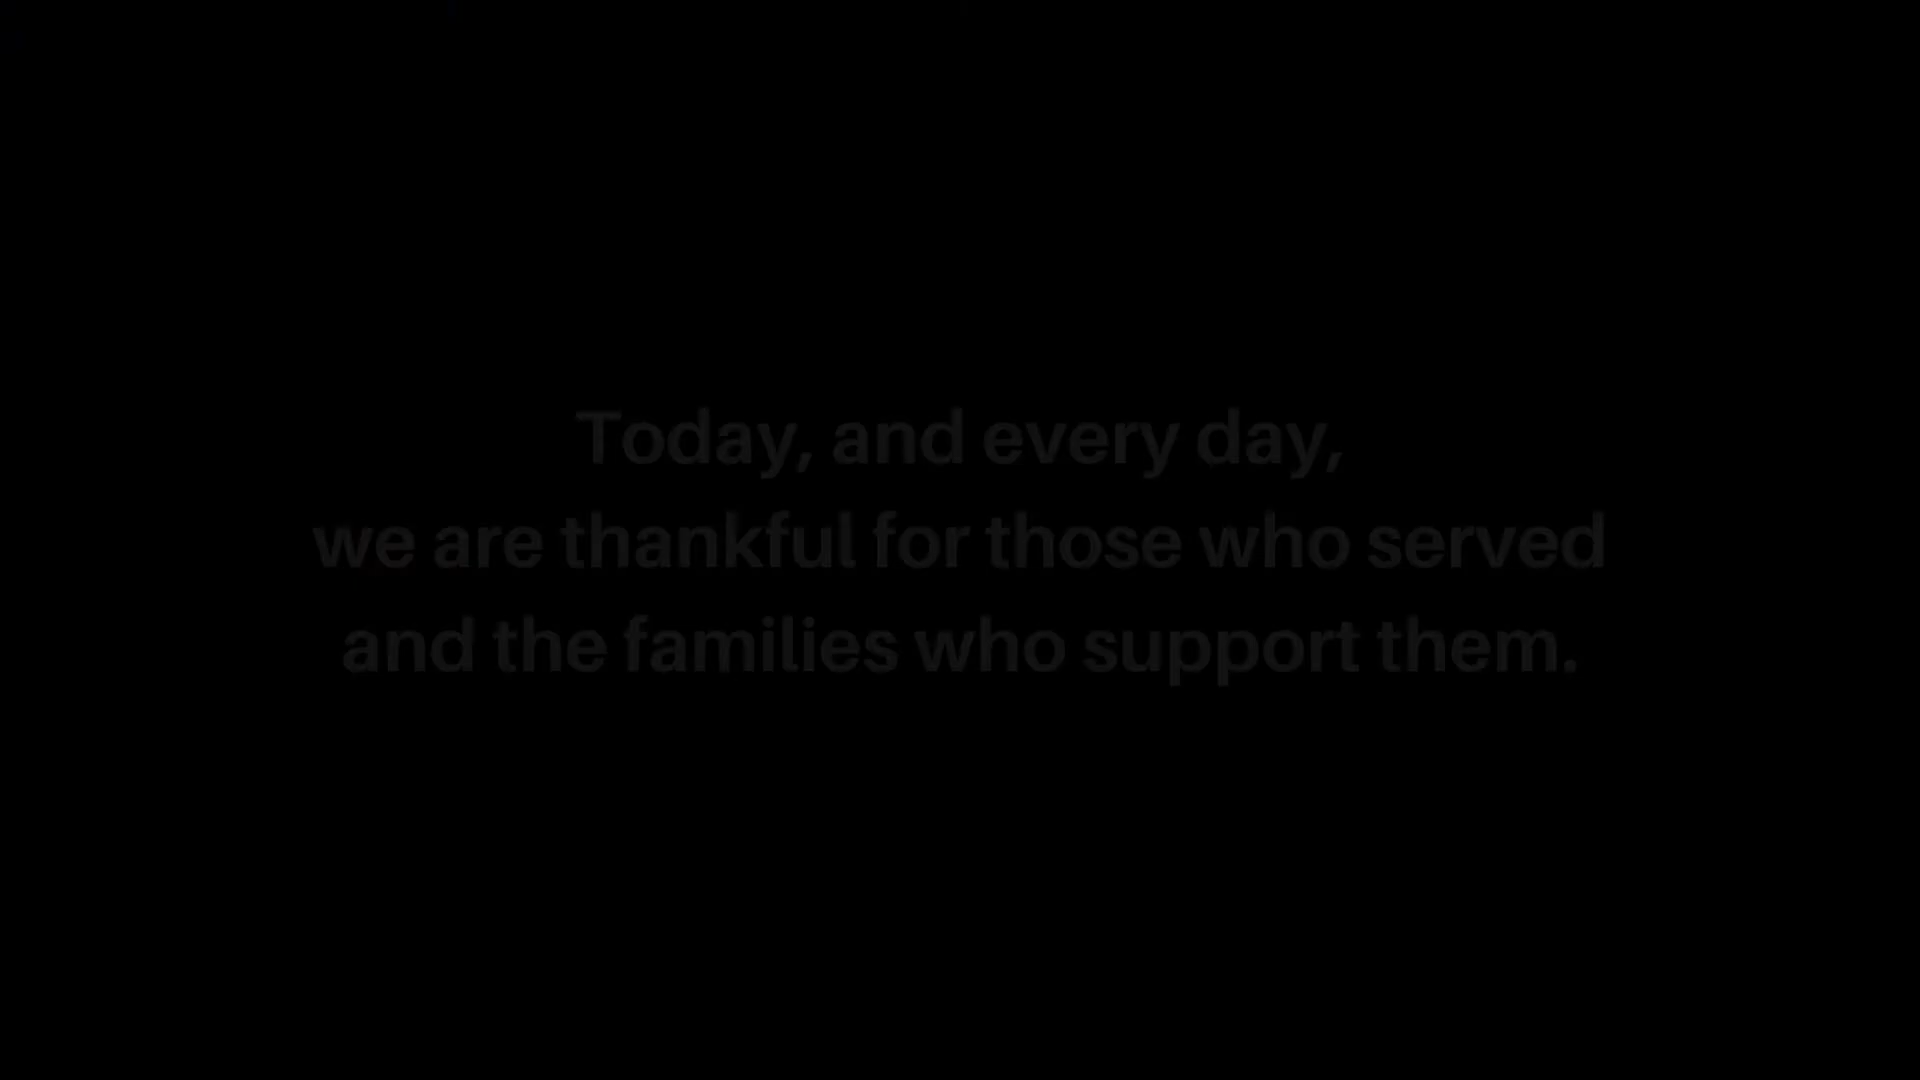 Today, and every day,
we are thankful for those who served
and the families who support them.